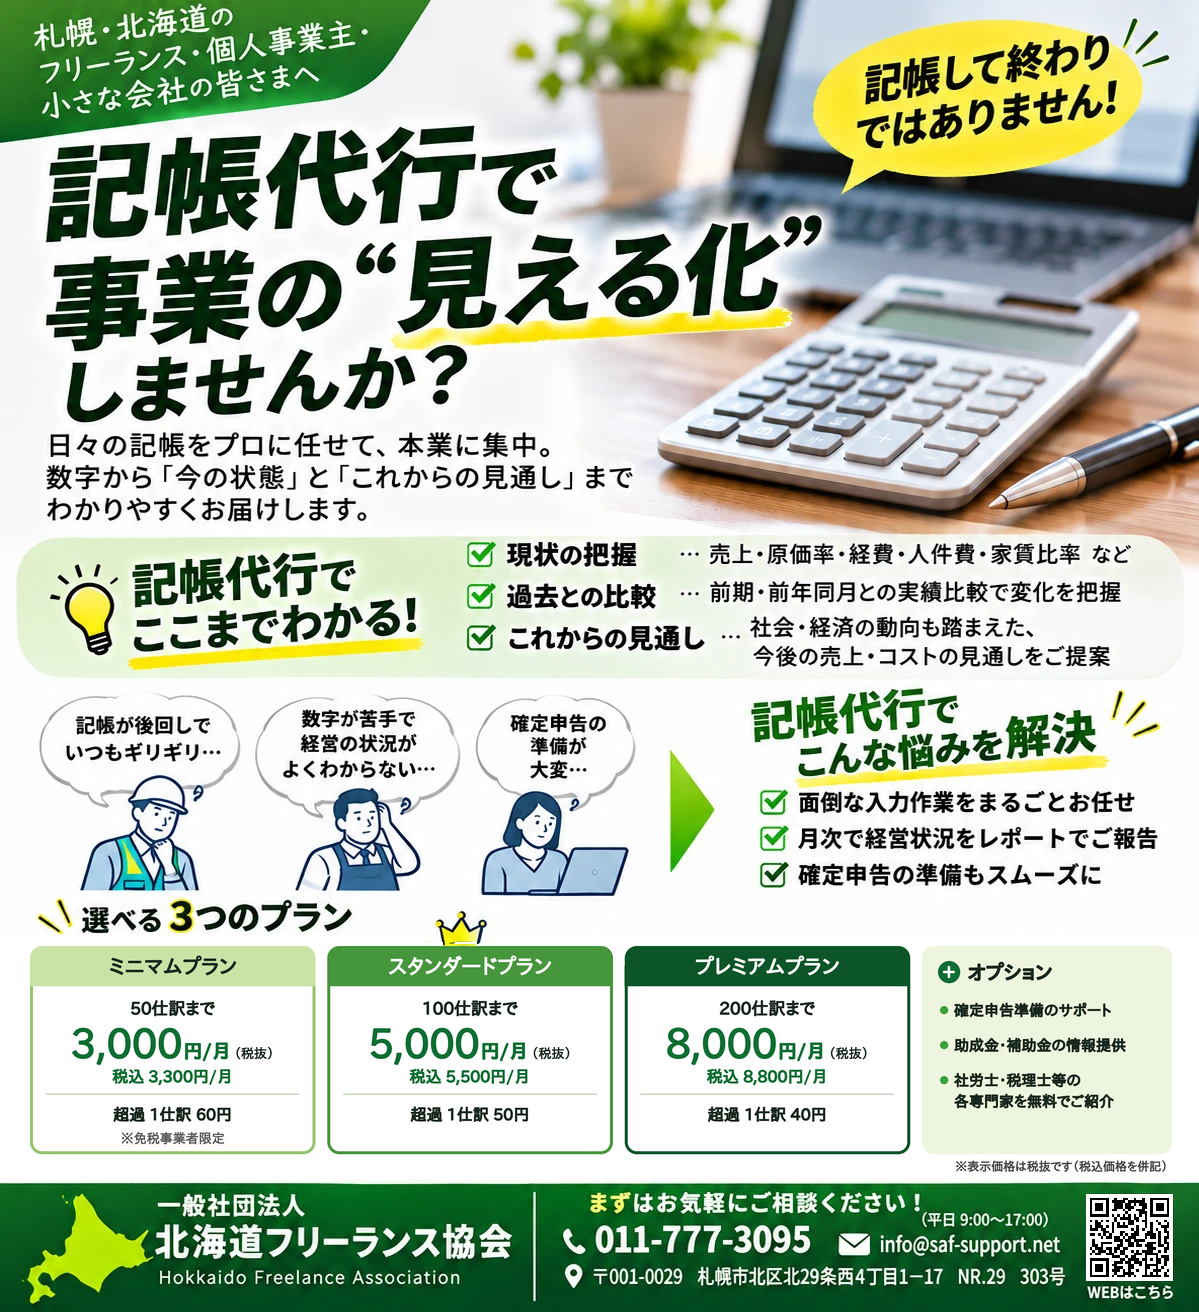 札幌・北海道の
フリーランス・個人事業主・
小さな会社の皆さまへ
記帳して終わり
ではありません!
記帳代行で
事業の“見える化”
しませんか?
日々の記帳をプロに任せて、本業に集中。
数字から「今の状態」と「これからの見通し」まで
わかりやすくお届けします。
記帳代行で
ここまでわかる!
現状の把握 … 売上・原価率・経費・人件費・家賃比率 など
過去との比較 … 前期・前年同月との実績比較で変化を把握
これからの見通し … 社会・経済の動向も踏まえた、
今後の売上・コストの見通しをご提案
記帳が後回しで
いつもギリギリ…
数字が苦手で
経営の状況が
よくわからない…
確定申告の
準備が
大変…
記帳代行で
こんな悩みを解決
面倒な入力作業をまるごとお任せ
月次で経営状況をレポートでご報告
確定申告の準備もスムーズに
選べる3つのプラン
ミニマムプラン
50仕訳まで
3,000円/月(税抜)
税込 3,300円/月
超過 1仕訳 60円
※免税事業者限定
スタンダードプラン
100仕訳まで
5,000円/月(税抜)
税込 5,500円/月
超過 1仕訳 50円
プレミアムプラン
200仕訳まで
8,000円/月(税抜)
税込 8,800円/月
超過 1仕訳 40円
オプション
確定申告準備のサポート
助成金・補助金の情報提供
社労士・税理士等の
各専門家を無料でご紹介
※表示価格は税抜です(税込価格を併記)
一般社団法人
北海道フリーランス協会
Hokkaido Freelance Association
まずはお気軽にご相談ください!
(平日 9:00〜17:00)
011-777-3095 info@saf-support.net
〒001-0029 札幌市北区北29条西4丁目1−17 NR.29 303号
WEBはこちら